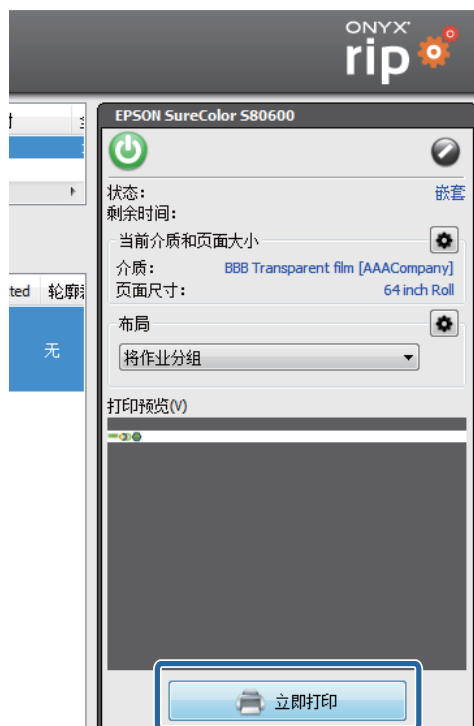 ONYX
rip
EPSON SureColor S80600
状态: 嵌套
剩余时间:
当前介质和页面大小
介质: BBB Transparent film [AAACompany]
页面尺寸: 64 inch Roll
ted 轮廓
布局
无
将作业分组
打印预览(V)
立即打印